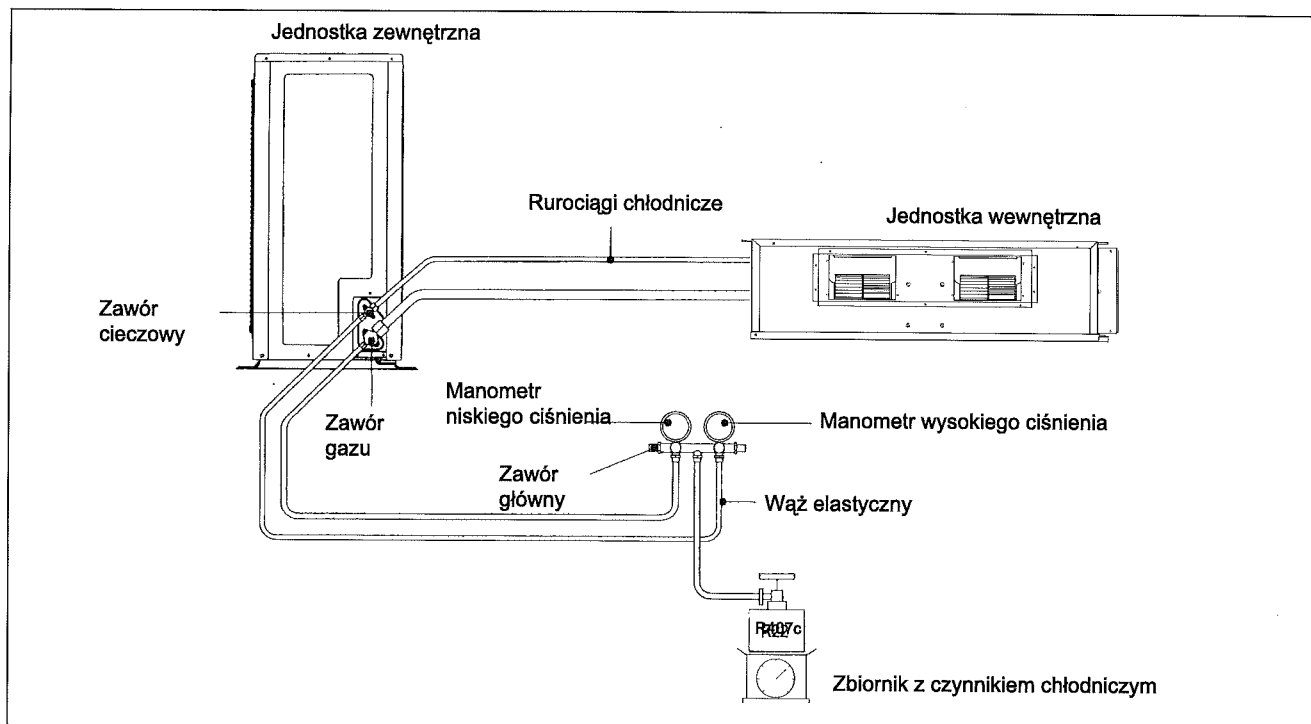 Jednostka zewnętrzna
Rurociągi chłodnicze
Jednostka wewnętrzna
Zawór
cieczowy
Zawór
gazu
Manometr
niskiego ciśnienia
Manometr wysokiego ciśnienia
Zawór
główny
Wąż elastyczny
R407c
Zbiornik z czynnikiem chłodniczym